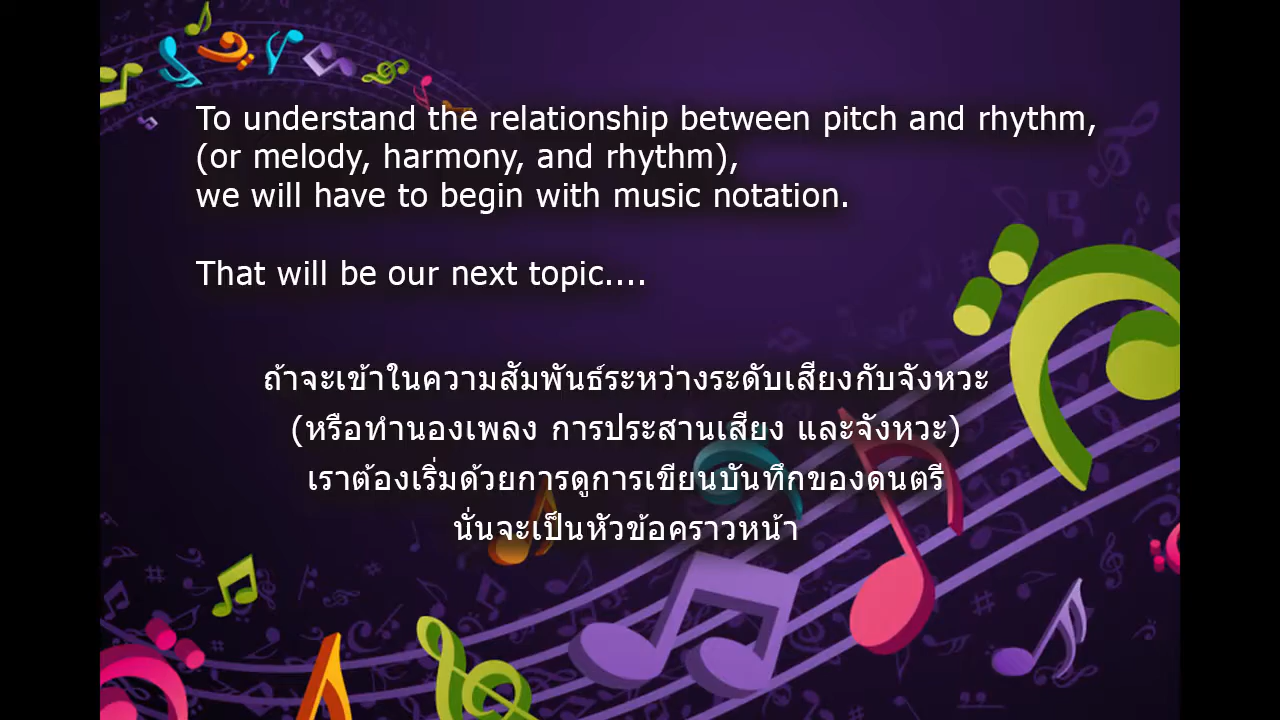 To understand the relationship between pitch and rhythm,
(or melody, harmony, and rhythm),
we will have to begin with music notation.
That will be our next topic....
ถ้าจะเข้าในความสัมพันธ์ระหว่างระดับเสียงกับจังหวะ
(หรือทำนองเพลง การประสานเสียง และจังหวะ)
เราต้องเริ่มด้วยการดูการเขียนบันทึกของดนตรี
นั่นจะเป็นหัวข้อคราวหน้า